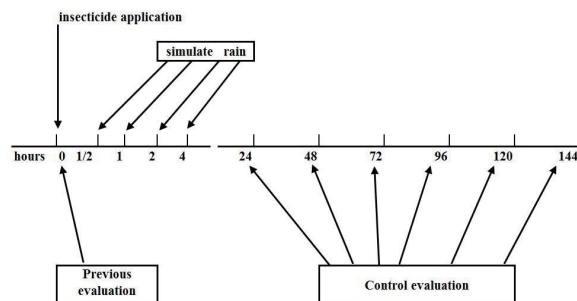 insecticide application
simulate rain
hours 0 1/2 1 2 4 24 48 72 96 120 144
Previous
evaluation
Control evaluation